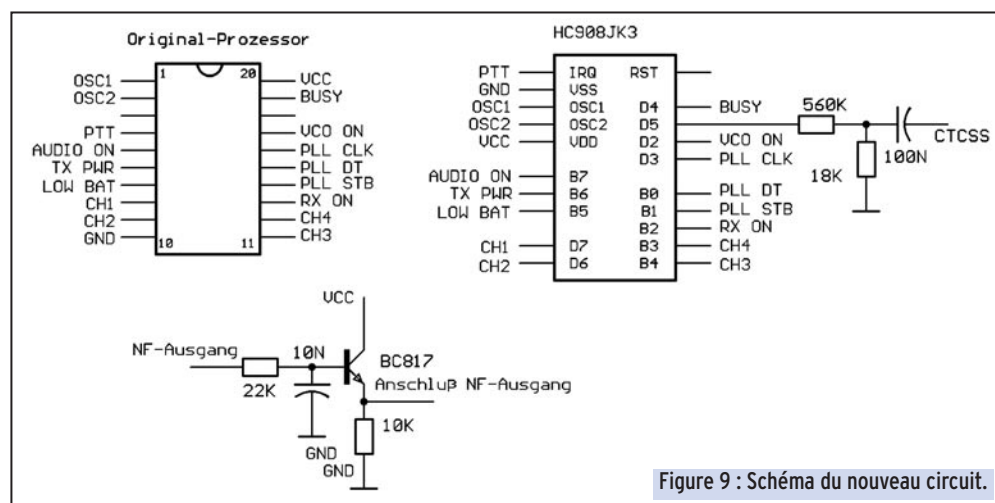 Original-Prozessor
1 20
OSC1 VCC
OSC2 BUSY
PTT VCO ON
AUDIO ON PLL CLK
TX PWR PLL DT
LOW BAT PLL STB
CH1 RX ON
CH2 CH4
GND 10 11 CH3
HC908JK3
PTT IRQ RST
GND VSS
OSC1 OSC1 D4 BUSY
OSC2 OSC2 D5
VCC VDD D2 VCO ON
D3 PLL CLK
AUDIO ON B7
TX PWR B6 B0 PLL DT
LOW BAT B5 B1 PLL STB
B2 RX ON
CH1 D7 B3 CH4
CH2 D6 B4 CH3
560K
CTCSS
100N
18K
VCC
NF-Ausgang 10N BC817
22K Anschluβ NF-Ausgang
10K
GND
GND
Figure 9 : Schéma du nouveau circuit.